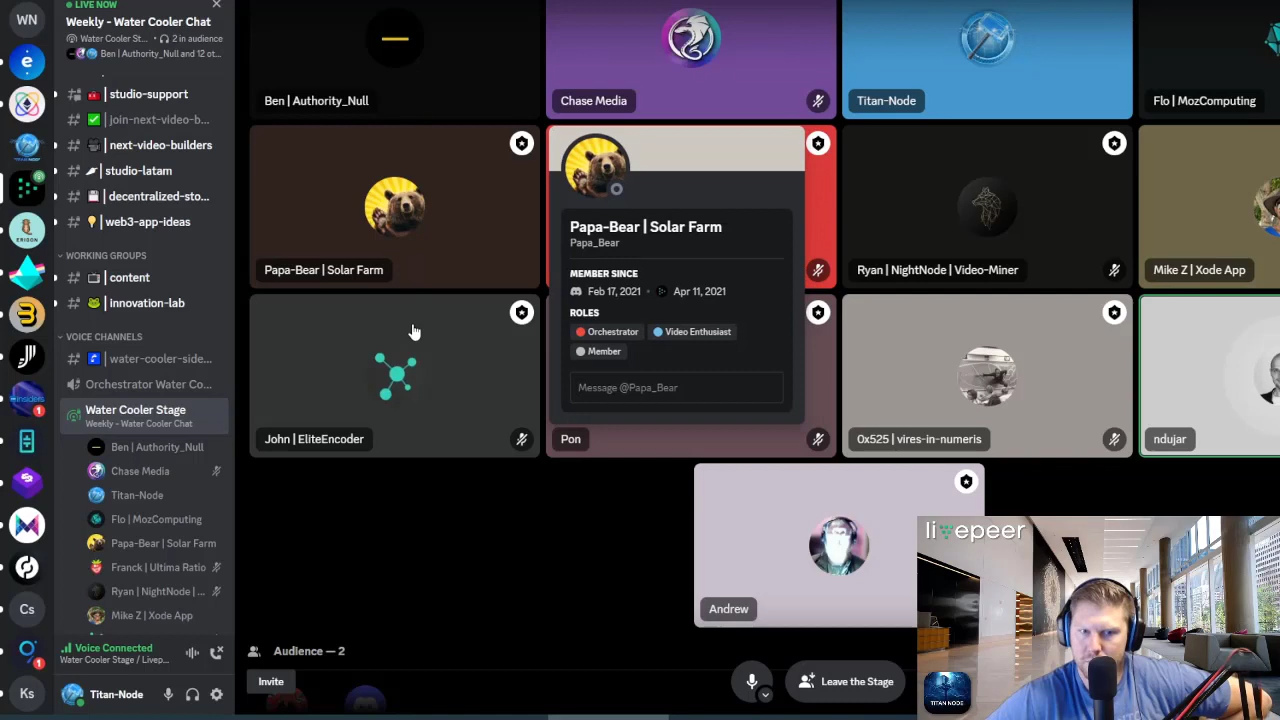 WN
LIVE NOW
Weekly - Water Cooler Chat
Water Cooler St... • 2 in audience
Ben | Authority_Null and 12 ot...
# | studio-support
# | join-next-video-b...
# | next-video-builders
# | studio-latam
# | decentralized-sto...
# | web3-app-ideas
WORKING GROUPS
# | content
# | innovation-lab
VOICE CHANNELS
# | water-cooler-side...
Orchestrator Water Co...
Water Cooler Stage
Weekly - Water Cooler Chat
Ben | Authority_Null
Chase Media
Titan-Node
Flo | MozComputing
Papa-Bear | Solar Farm
Franck | Ultima Ratio
Ryan | NightNode | ...
Mike Z | Xode App
Voice Connected
Water Cooler Stage / Livep...
Titan-Node
TITAN NODE
ERIGON
insiders
1
Cs
1
Ks
Ben | Authority_Null
Chase Media
Titan-Node
Flo | MozComputing
Papa-Bear | Solar Farm
Papa-Bear | Solar Farm
Papa_Bear
MEMBER SINCE
Feb 17, 2021 • Apr 11, 2021
ROLES
Orchestrator
Video Enthusiast
Member
Message @Papa_Bear
Ryan | NightNode | Video-Miner
Mike Z | Xode App
John | EliteEncoder
Pon
0x525 | vires-in-numeris
ndujar
Andrew
Audience — 2
Invite
Leave the Stage
livepeer
TITAN NODE